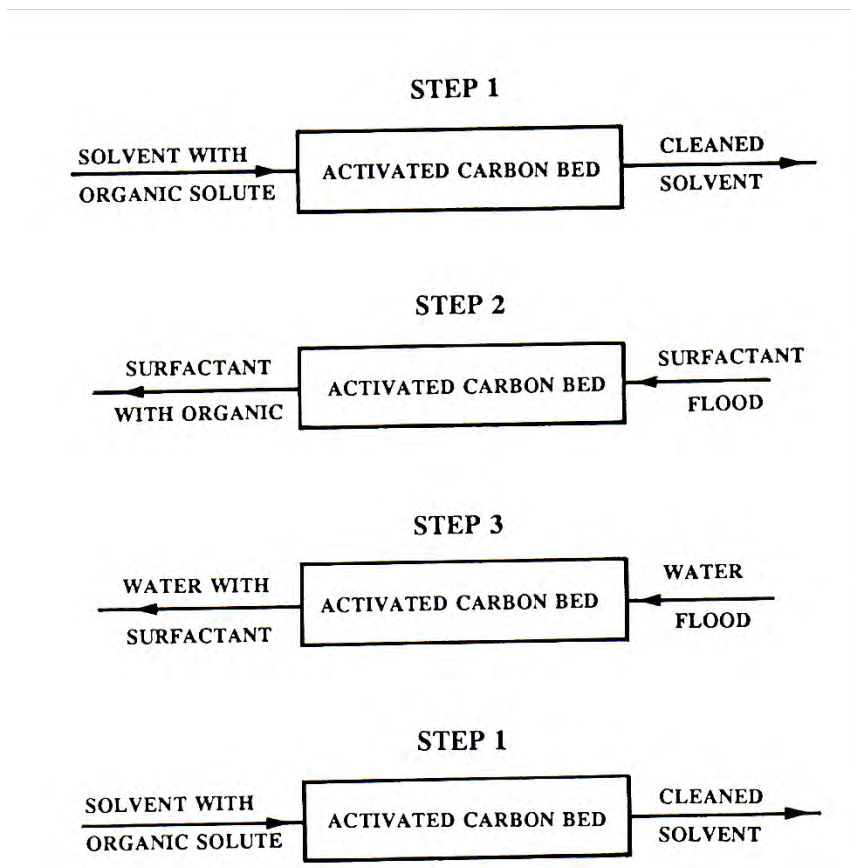 STEP 1
SOLVENT WITH
ORGANIC SOLUTE
ACTIVATED CARBON BED
CLEANED
SOLVENT
STEP 2
SURFACTANT
WITH ORGANIC
ACTIVATED CARBON BED
SURFACTANT
FLOOD
STEP 3
WATER WITH
SURFACTANT
ACTIVATED CARBON BED
WATER
FLOOD
STEP 1
SOLVENT WITH
ORGANIC SOLUTE
ACTIVATED CARBON BED
CLEANED
SOLVENT